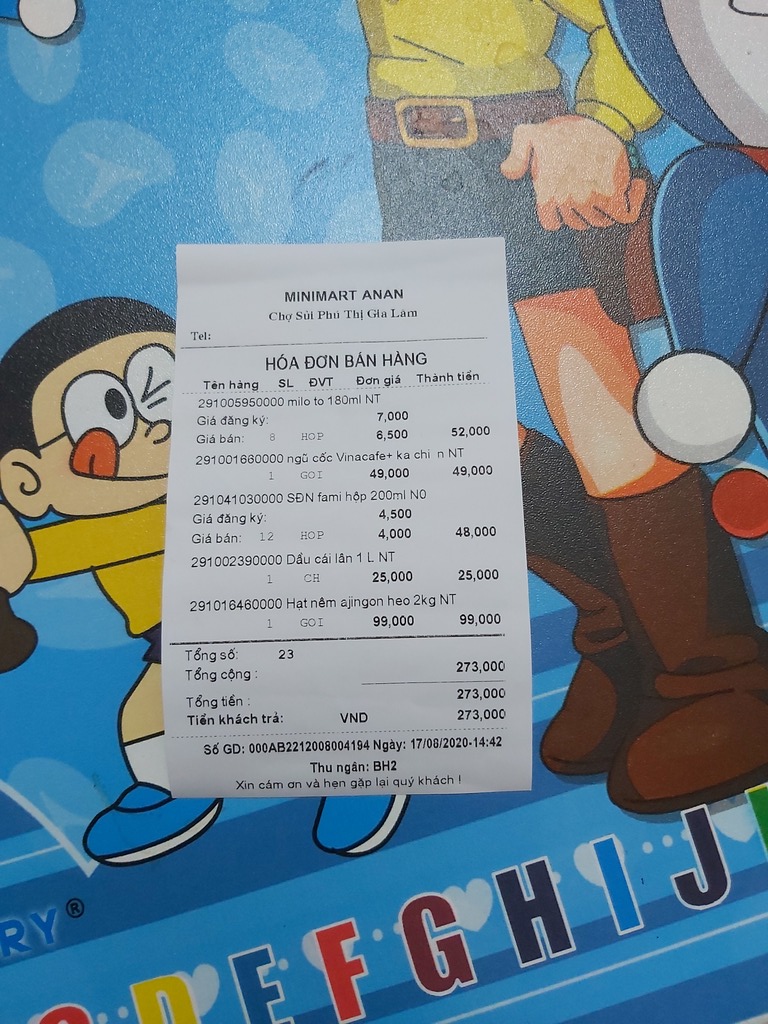 MINIMART ANAN
Chợ Sủi Phú Thị Gia Lâm
Tel:
HÓA ĐƠN BÁN HÀNG
Tên hàng SL ĐVT Đơn giá Thành tiền
291005950000 milo to 180ml NT
Giá đăng ký: 7,000
Giá bán: 8 HOP 6,500 52,000
291001660000 ngũ cốc Vinacafe+ ka chi n NT
1 GOI 49,000 49,000
291041030000 SĐN fami hộp 200ml N0
Giá đăng ký: 4,500
Giá bán: 12 HOP 4,000 48,000
291002390000 Dầu cái lân 1 L NT
1 CH 25,000 25,000
291016460000 Hạt nêm ajingon heo 2kg NT
1 GOI 99,000 99,000
Tổng số: 23
Tổng cộng : 273,000
Tổng tiền : 273,000
Tiền khách trả: VND 273,000
Số GD: 000AB2212008004194 Ngày: 17/08/2020-14:42
Thu ngân: BH2
Xin cám ơn và hẹn gặp lại quý khách !
RY®
D E F G H I J